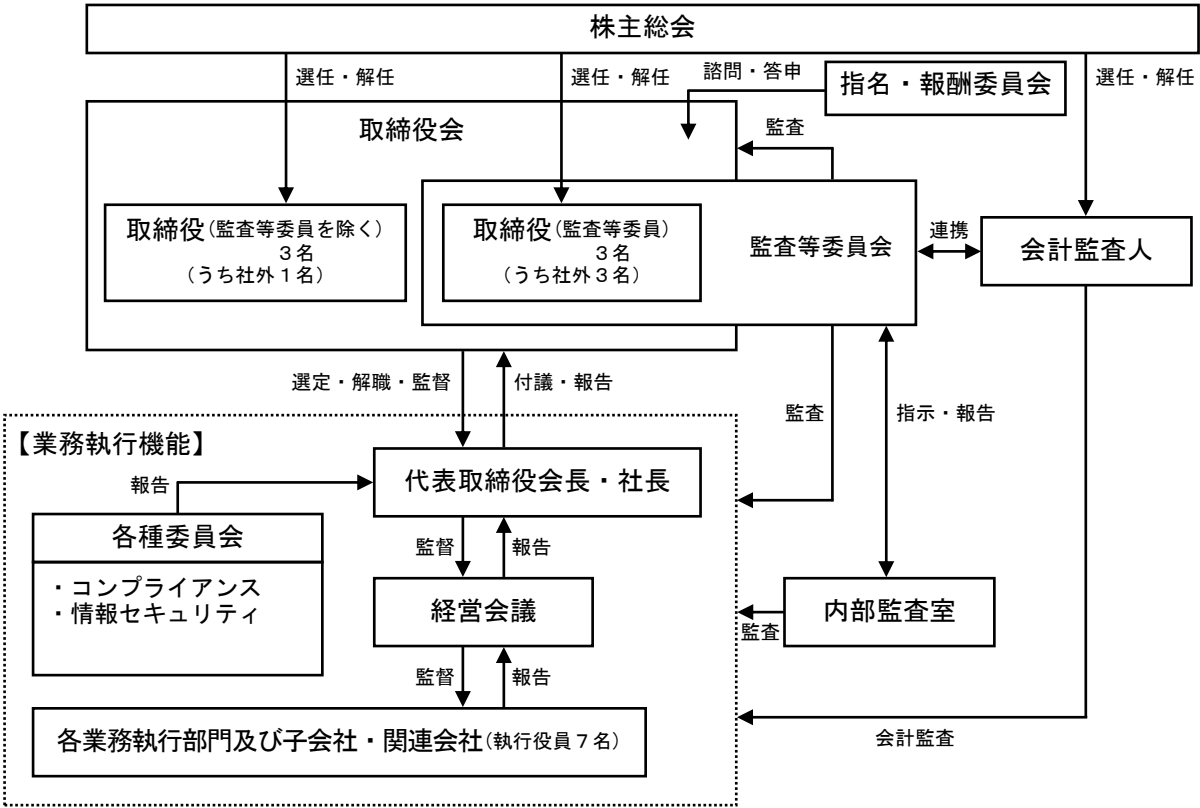 株主総会
選任・解任
選任・解任
諮問・答申
指名・報酬委員会
選任・解任
取締役会
監査
取締役(監査等委員を除く)
３名
(うち社外１名)
取締役(監査等委員)
３名
(うち社外３名)
監査等委員会
連携
会計監査人
選定・解職・監督
付議・報告
監査
指示・報告
【業務執行機能】
報告
代表取締役会長・社長
各種委員会
・コンプライアンス
・情報セキュリティ
監督
報告
経営会議
監査
内部監査室
監督
報告
各業務執行部門及び子会社・関連会社(執行役員７名)
会計監査